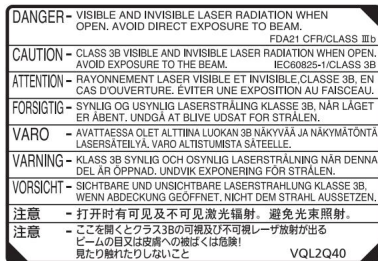 DANGER - VISIBLE AND INVISIBLE LASER RADIATION WHEN
OPEN. AVOID DIRECT EXPOSURE TO BEAM.
FDA21 CFR/CLASS Ⅲb
CAUTION - CLASS 3B VISIBLE AND INVISIBLE LASER RADIATION WHEN OPEN.
AVOID EXPOSURE TO THE BEAM. IEC60825-1/CLASS 3B
ATTENTION - RAYONNEMENT LASER VISIBLE ET INVISIBLE,CLASSE 3B, EN
CAS D'OUVERTURE. ÉVITER UNE EXPOSITION AU FAISCEAU.
FORSIGTIG - SYNLIG OG USYNLIG LASERSTRÅLING KLASSE 3B, NÅR LÅGET
ER ÅBENT. UNDGÅ AT BLIVE UDSAT FOR STRÅLEN.
VARO - AVATTAESSA OLET ALTTIINA LUOKAN 3B NÄKYVÄÄ JA NÄKYMÄTÖNTÄ
LASERSÄTEILYÄ. VARO ALTISTUMISTA SÄTEELLE.
VARNING - KLASS 3B SYNLIG OCH OSYNLIG LASERSTRÅLNING NÄR DENNA
DEL ÄR ÖPPNAD. UNDVIK EXPONERING FÖR STRÅLEN.
VORSICHT - SICHTBARE UND UNSICHTBARE LASERSTRAHLUNG KLASSE 3B,
WENN ABDECKUNG GEÖFFNET. NICHT DEM STRAHL AUSSETZEN.
注意 - 打开时有可见及不可见激光辐射。避免光束照射。
注意 - ここを開くとクラス3Bの可視及び不可視レーザ放射が出る
ビームの目又は皮膚への被ばくは危険!
見たり触れたりしないこと VQL2Q40